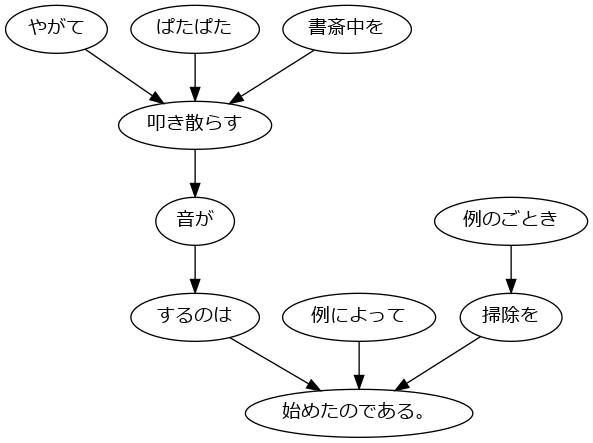 やがて
ぱたぱた
書斎中を
叩き散らす
音が
例のごとき
するのは
例によって
掃除を
始めたのである。